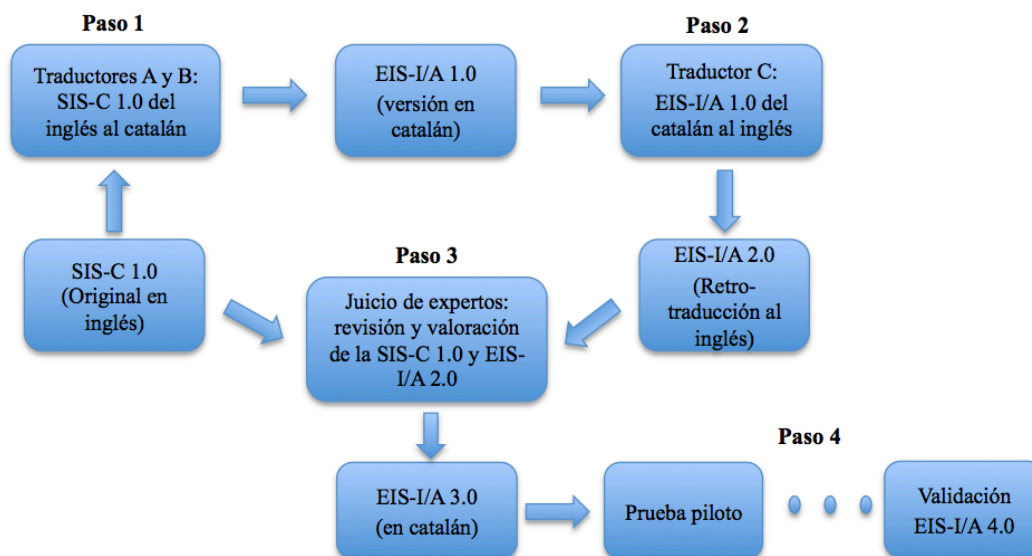 Paso 1
Traductores A y B:
SIS-C 1.0 del
inglés al catalán
EIS-I/A 1.0
(versión en
catalán)
Paso 2
Traductor C:
EIS-I/A 1.0 del
catalán al inglés
SIS-C 1.0
(Original en
inglés)
Paso 3
Juicio de expertos:
revisión y valoración
de la SIS-C 1.0 y EIS-
I/A 2.0
EIS-I/A 2.0
(Retro-
traducción al
inglés)
EIS-I/A 3.0
(en catalán)
Paso 4
Prueba piloto
Validación
EIS-I/A 4.0